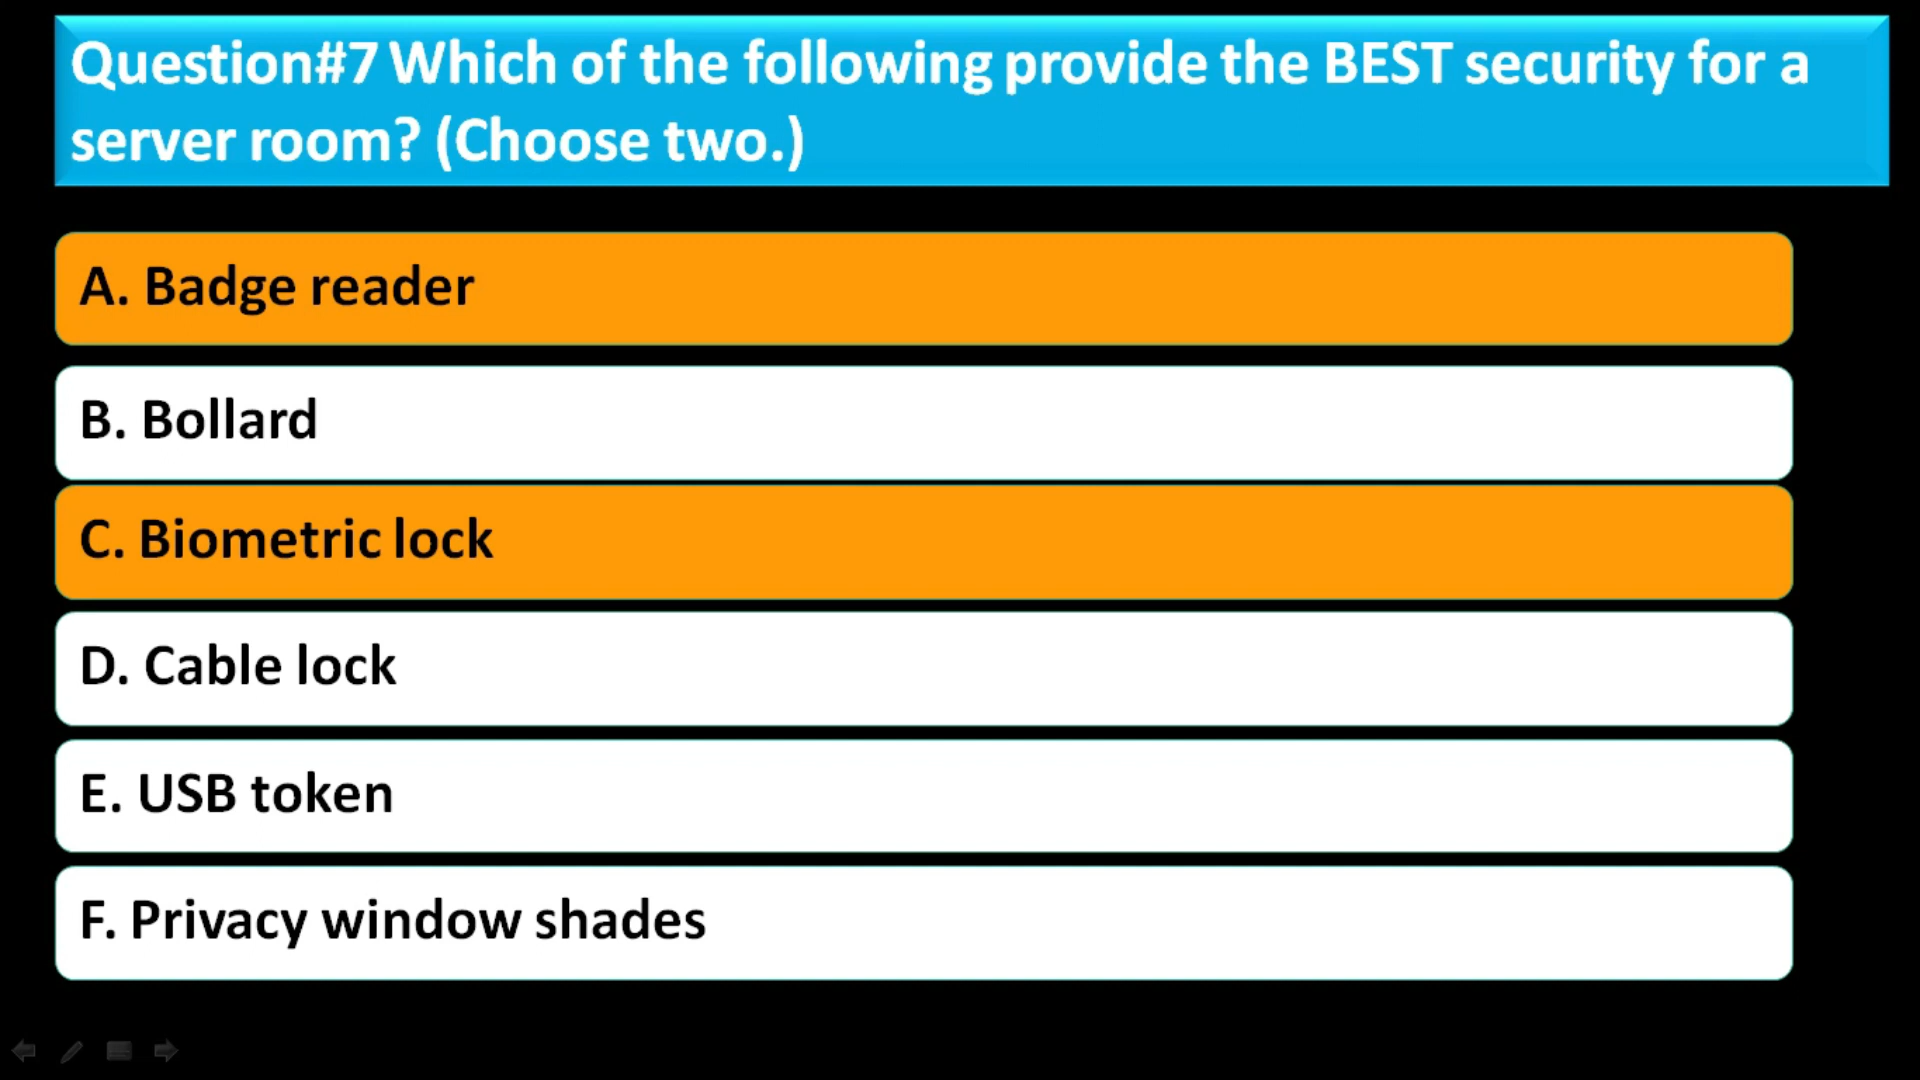 Question#7 Which of the following provide the BEST security for a
server room? (Choose two.)
A. Badge reader
B. Bollard
C. Biometric lock
D. Cable lock
E. USB token
F. Privacy window shades